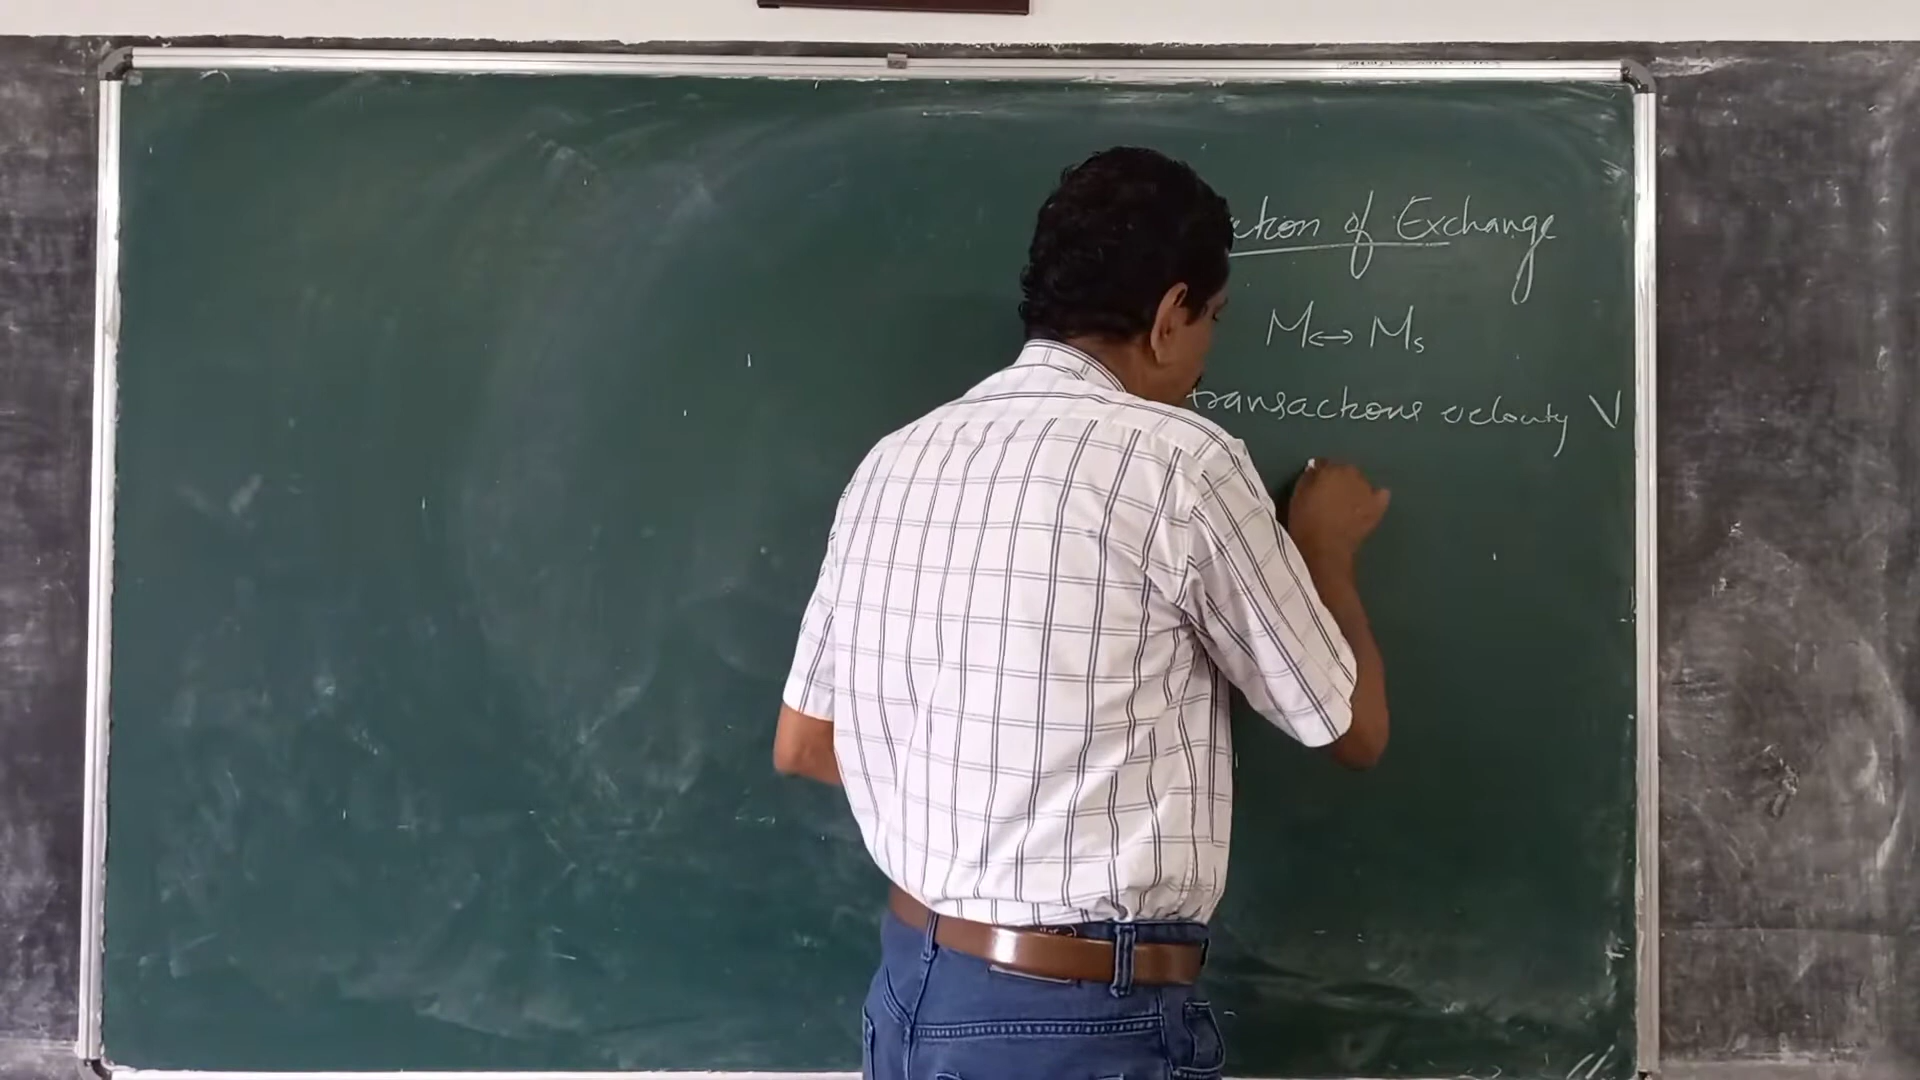 ation of Exchange
M ↔ Ms
transactions velocity V